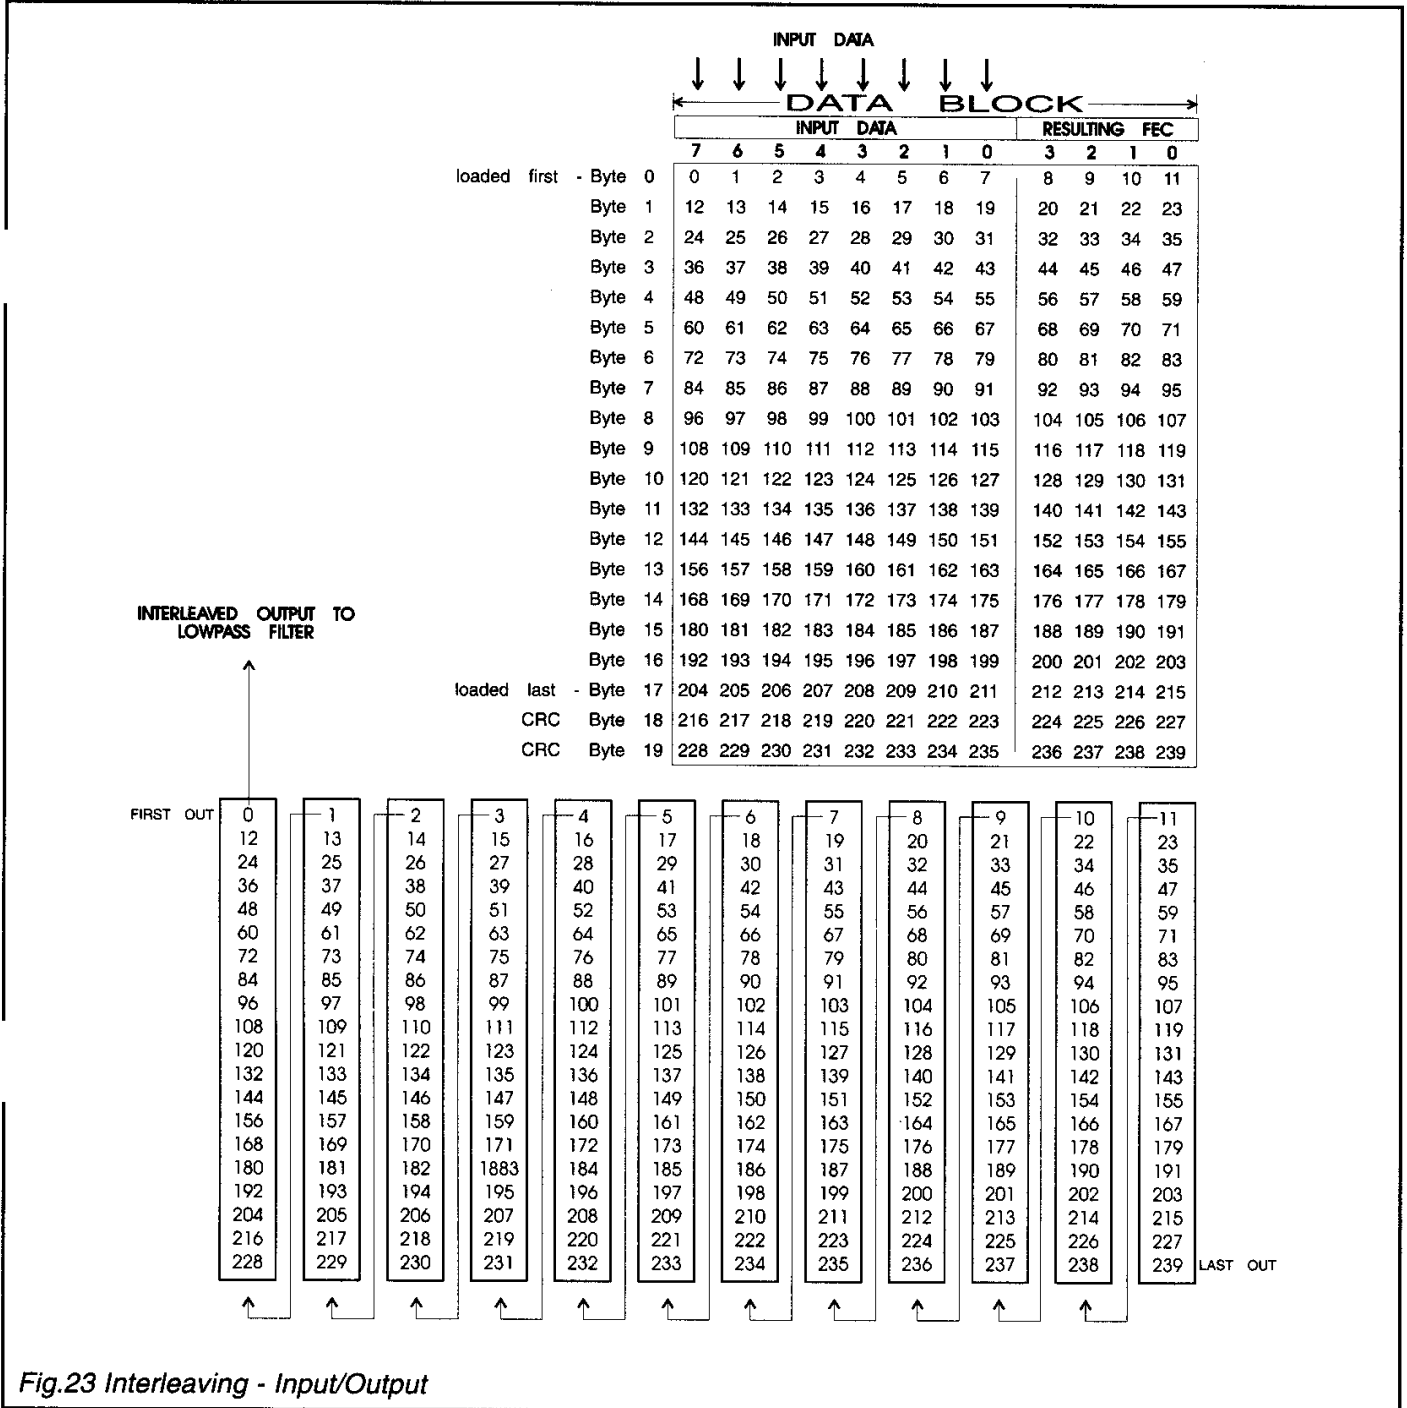 INPUT DATA
DATA BLOCK
INPUT DATA RESULTING FEC
7 6 5 4 3 2 1 0 3 2 1 0
loaded first - Byte 0 0 1 2 3 4 5 6 7 8 9 10 11
Byte 1 12 13 14 15 16 17 18 19 20 21 22 23
Byte 2 24 25 26 27 28 29 30 31 32 33 34 35
Byte 3 36 37 38 39 40 41 42 43 44 45 46 47
Byte 4 48 49 50 51 52 53 54 55 56 57 58 59
Byte 5 60 61 62 63 64 65 66 67 68 69 70 71
Byte 6 72 73 74 75 76 77 78 79 80 81 82 83
Byte 7 84 85 86 87 88 89 90 91 92 93 94 95
Byte 8 96 97 98 99 100 101 102 103 104 105 106 107
Byte 9 108 109 110 111 112 113 114 115 116 117 118 119
Byte 10 120 121 122 123 124 125 126 127 128 129 130 131
Byte 11 132 133 134 135 136 137 138 139 140 141 142 143
Byte 12 144 145 146 147 148 149 150 151 152 153 154 155
Byte 13 156 157 158 159 160 161 162 163 164 165 166 167
Byte 14 168 169 170 171 172 173 174 175 176 177 178 179
Byte 15 180 181 182 183 184 185 186 187 188 189 190 191
Byte 16 192 193 194 195 196 197 198 199 200 201 202 203
loaded last - Byte 17 204 205 206 207 208 209 210 211 212 213 214 215
CRC Byte 18 216 217 218 219 220 221 222 223 224 225 226 227
CRC Byte 19 228 229 230 231 232 233 234 235 236 237 238 239
INTERLEAVED OUTPUT TO
LOWPASS FILTER
FIRST OUT 0 1 2 3 4 5 6 7 8 9 10 11
12 13 14 15 16 17 18 19 20 21 22 23
24 25 26 27 28 29 30 31 32 33 34 35
36 37 38 39 40 41 42 43 44 45 46 47
48 49 50 51 52 53 54 55 56 57 58 59
60 61 62 63 64 65 66 67 68 69 70 71
72 73 74 75 76 77 78 79 80 81 82 83
84 85 86 87 88 89 90 91 92 93 94 95
96 97 98 99 100 101 102 103 104 105 106 107
108 109 110 111 112 113 114 115 116 117 118 119
120 121 122 123 124 125 126 127 128 129 130 131
132 133 134 135 136 137 138 139 140 141 142 143
144 145 146 147 148 149 150 151 152 153 154 155
156 157 158 159 160 161 162 163 164 165 166 167
168 169 170 171 172 173 174 175 176 177 178 179
180 181 182 1883 184 185 186 187 188 189 190 191
192 193 194 195 196 197 198 199 200 201 202 203
204 205 206 207 208 209 210 211 212 213 214 215
216 217 218 219 220 221 222 223 224 225 226 227
228 229 230 231 232 233 234 235 236 237 238 239 LAST OUT
Fig.23 Interleaving - Input/Output